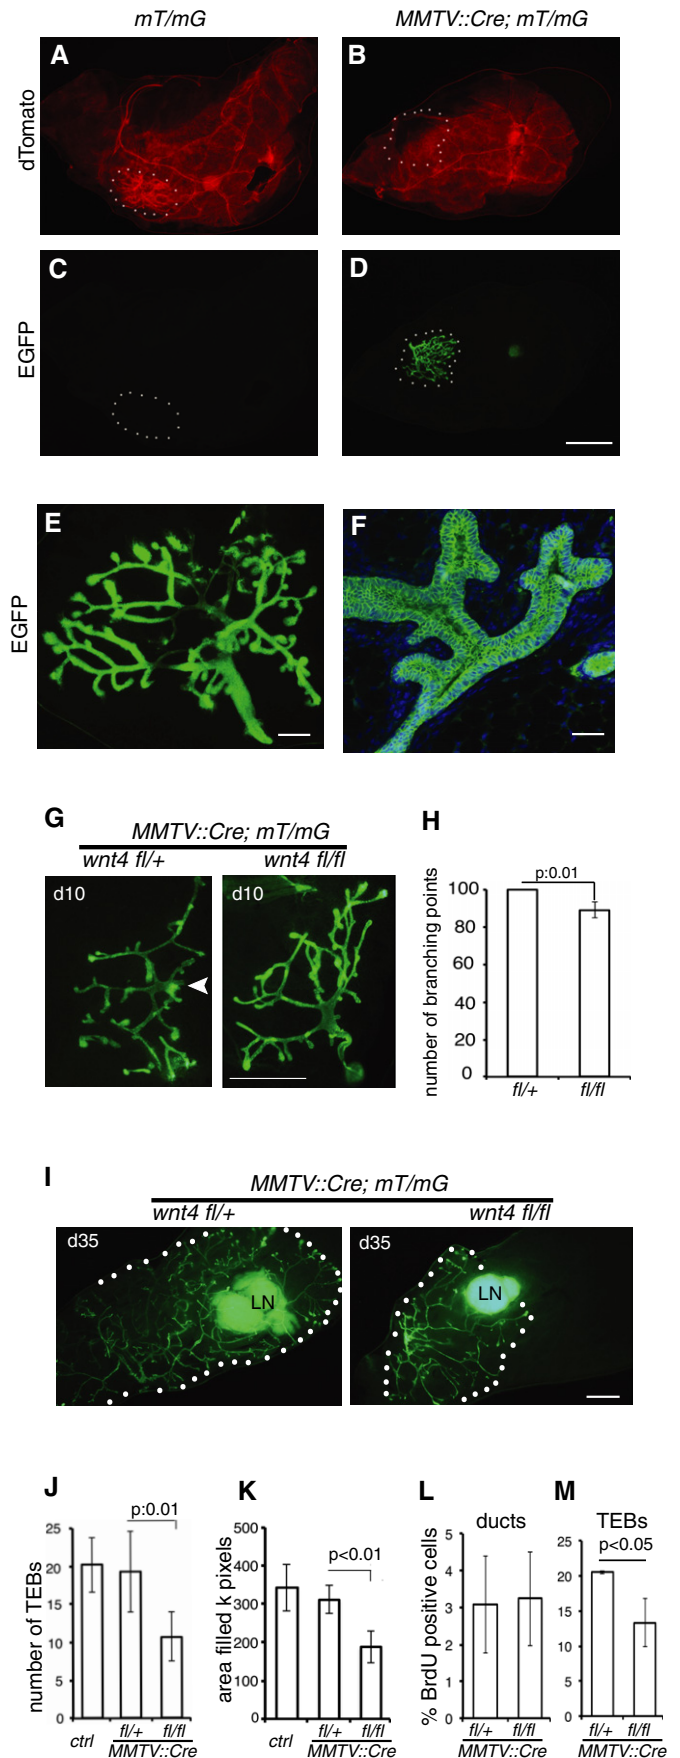 mT/mG
MMTV::Cre; mT/mG
dTomato
A
B
EGFP
C
D
EGFP
E
F
G
MMTV::Cre; mT/mG
wnt4 fl/+
wnt4 fl/fl
d10
d10
H
p:0.01
number of branching points
100
80
60
40
20
0
fl/+
fl/fl
I
MMTV::Cre; mT/mG
wnt4 fl/+
wnt4 fl/fl
d35
LN
d35
LN
J
p:0.01
number of TEBs
25
20
15
10
5
0
ctrl
fl/+
fl/fl
MMTV::Cre
K
p<0.01
area filled k pixels
500
400
300
200
100
0
ctrl
fl/+
fl/fl
MMTV::Cre
L
ducts
% BrdU positive cells
5
4
3
2
1
0
fl/+
fl/fl
MMTV::Cre
M
TEBs
p<0.05
25
20
15
10
5
0
fl/+
fl/fl
MMTV::Cre